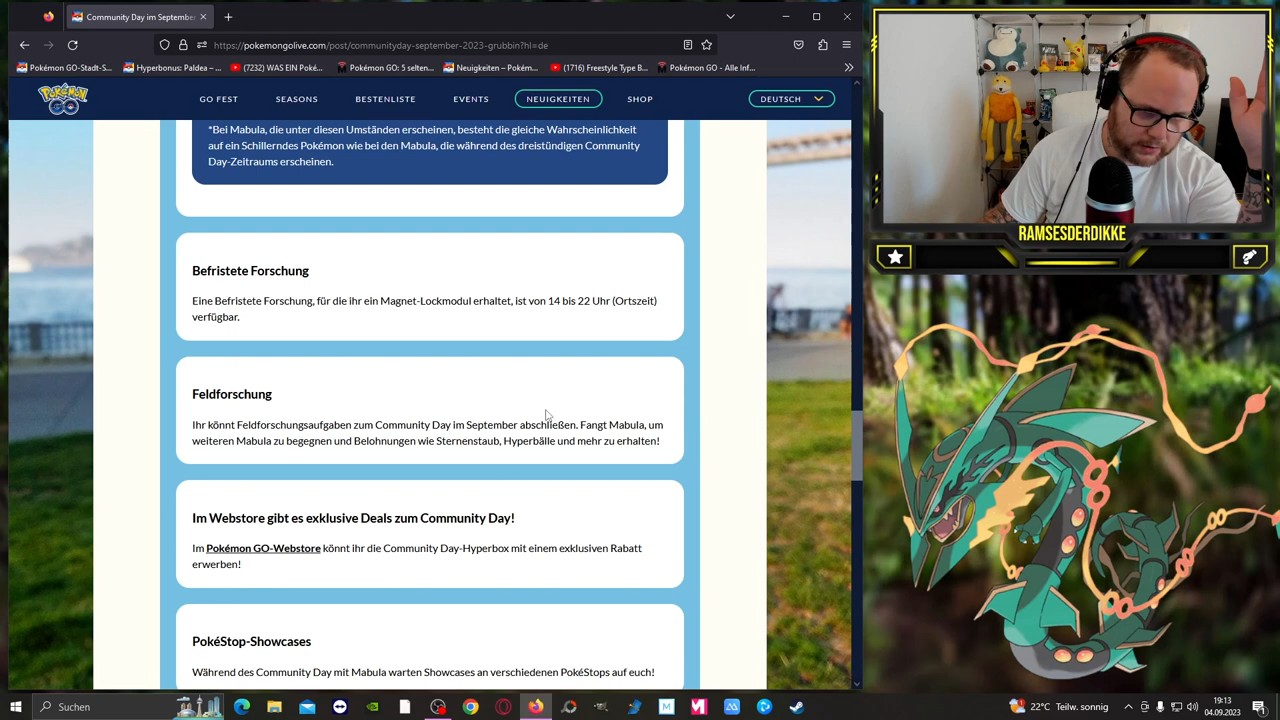 Community Day im September
https://pokemongolive.com/post/communityday-september-2023-grubbin?hl=de
Pokémon GO-Stadt-S...
Hyperbonus: Paldea – ...
(7232) WAS EIN Poké...
Pokémon GO: 5 selten...
Neuigkeiten – Pokém...
(1716) Freestyle Type B...
Pokémon GO - Alle Inf...
POKÉMON GO
GO FEST
SEASONS
BESTENLISTE
EVENTS
NEUIGKEITEN
SHOP
DEUTSCH
*Bei Mabula, die unter diesen Umständen erscheinen, besteht die gleiche Wahrscheinlichkeit
auf ein Schillerndes Pokémon wie bei den Mabula, die während des dreistündigen Community
Day-Zeitraums erscheinen.
Befristete Forschung
Eine Befristete Forschung, für die ihr ein Magnet-Lockmodul erhaltet, ist von 14 bis 22 Uhr (Ortszeit)
verfügbar.
Feldforschung
Ihr könnt Feldforschungsaufgaben zum Community Day im September abschließen. Fangt Mabula, um
weiteren Mabula zu begegnen und Belohnungen wie Sternenstaub, Hyperbälle und mehr zu erhalten!
Im Webstore gibt es exklusive Deals zum Community Day!
Im Pokémon GO-Webstore könnt ihr die Community Day-Hyperbox mit einem exklusiven Rabatt
erwerben!
PokéStop-Showcases
Während des Community Day mit Mabula warten Showcases an verschiedenen PokéStops auf euch!
RAMSESDERDIKKE
Suchen
22°C Teilw. sonnig
19:13
04.09.2023